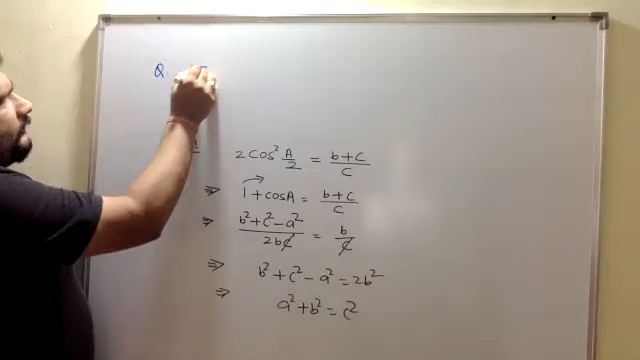 Q.
2cos² A/2 = b+c/c
⇒ 1+cosA = b+c/c
⇒ b²+c²-a²/2bc = b/c
⇒ b²+c²-a² = 2b²
⇒ a²+b² = c²